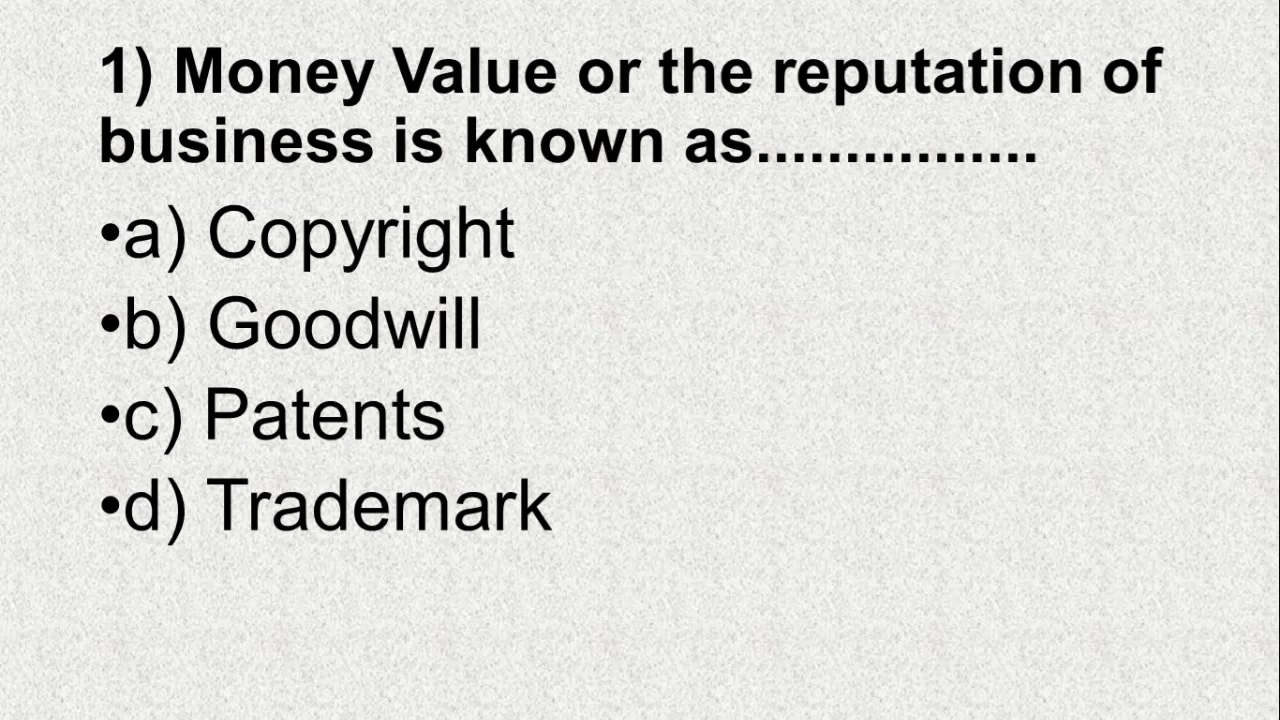 1) Money Value or the reputation of
business is known as................
•a) Copyright
•b) Goodwill
•c) Patents
•d) Trademark